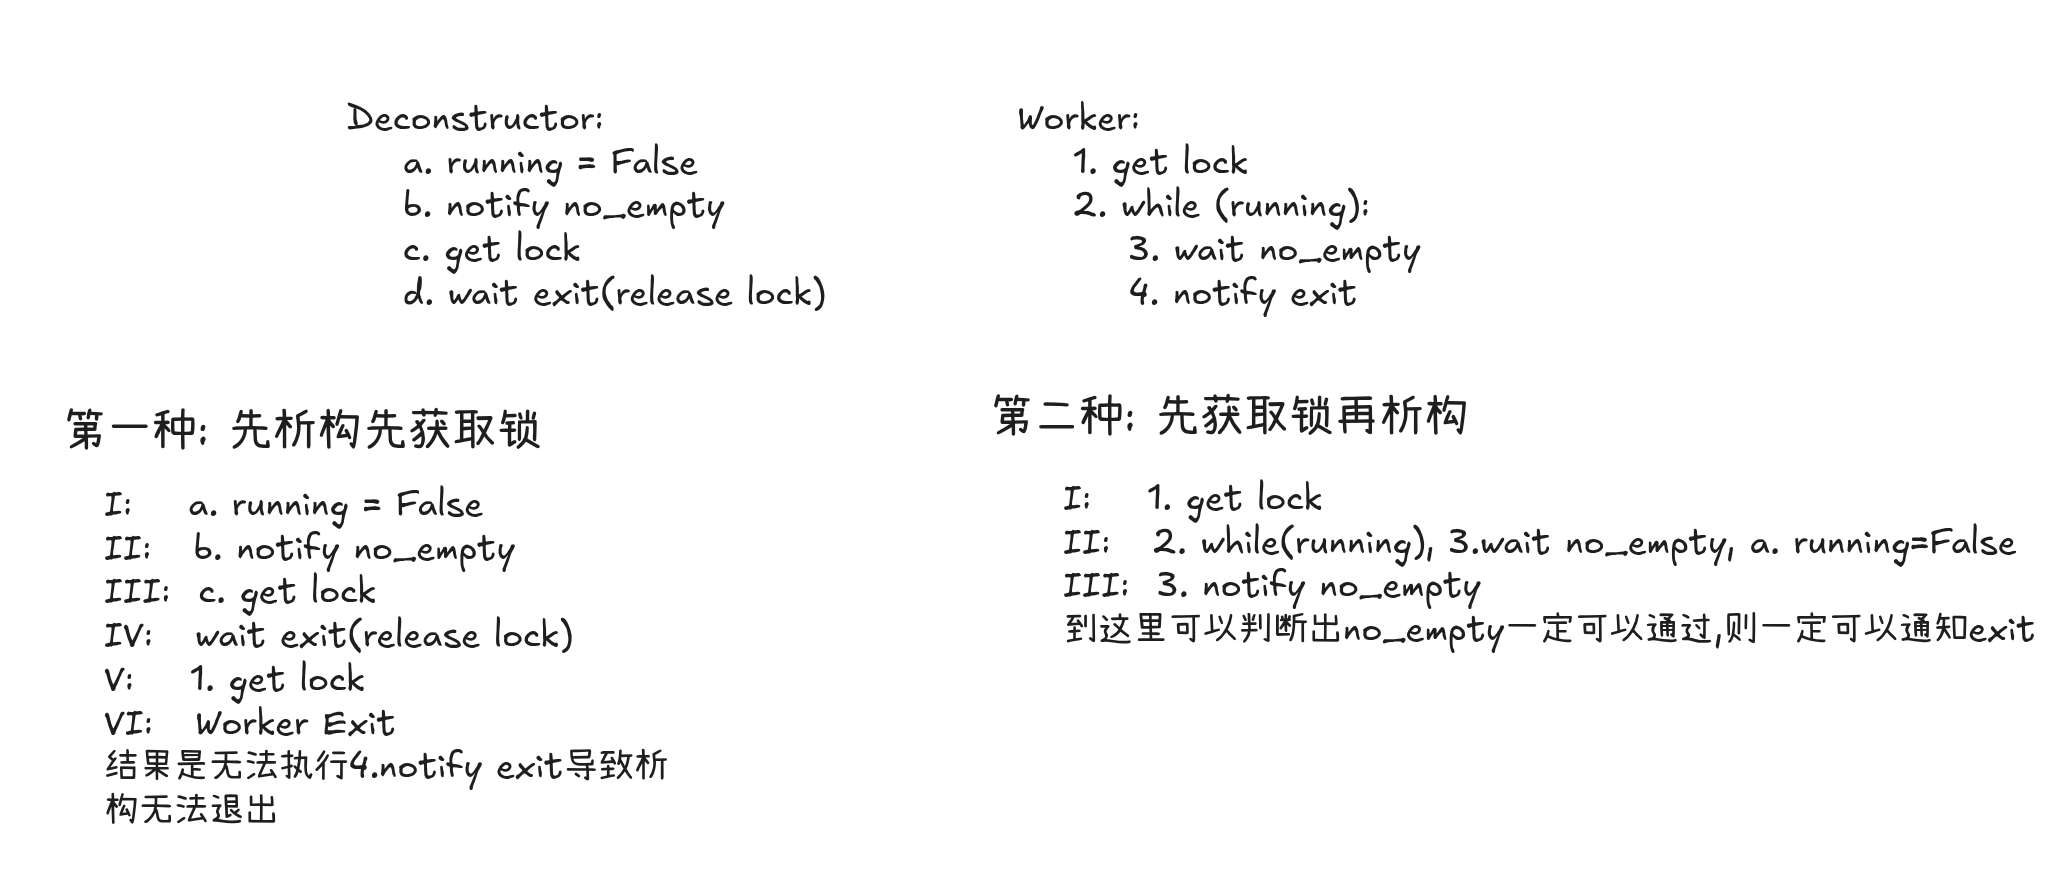 Deconstructor:
a. running = False
b. notify no_empty
c. get lock
d. wait exit(release lock)
Worker:
1. get lock
2. while (running):
3. wait no_empty
4. notify exit
第一种: 先析构先获取锁
I: a. running = False
II: b. notify no_empty
III: c. get lock
IV: wait exit(release lock)
V: 1. get lock
VI: Worker Exit
结果是无法执行4.notify exit导致析
构无法退出
第二种: 先获取锁再析构
I: 1. get lock
II: 2. while(running), 3.wait no_empty, a. running=False
III: 3. notify no_empty
到这里可以判断出no_empty一定可以通过,则一定可以通知exit